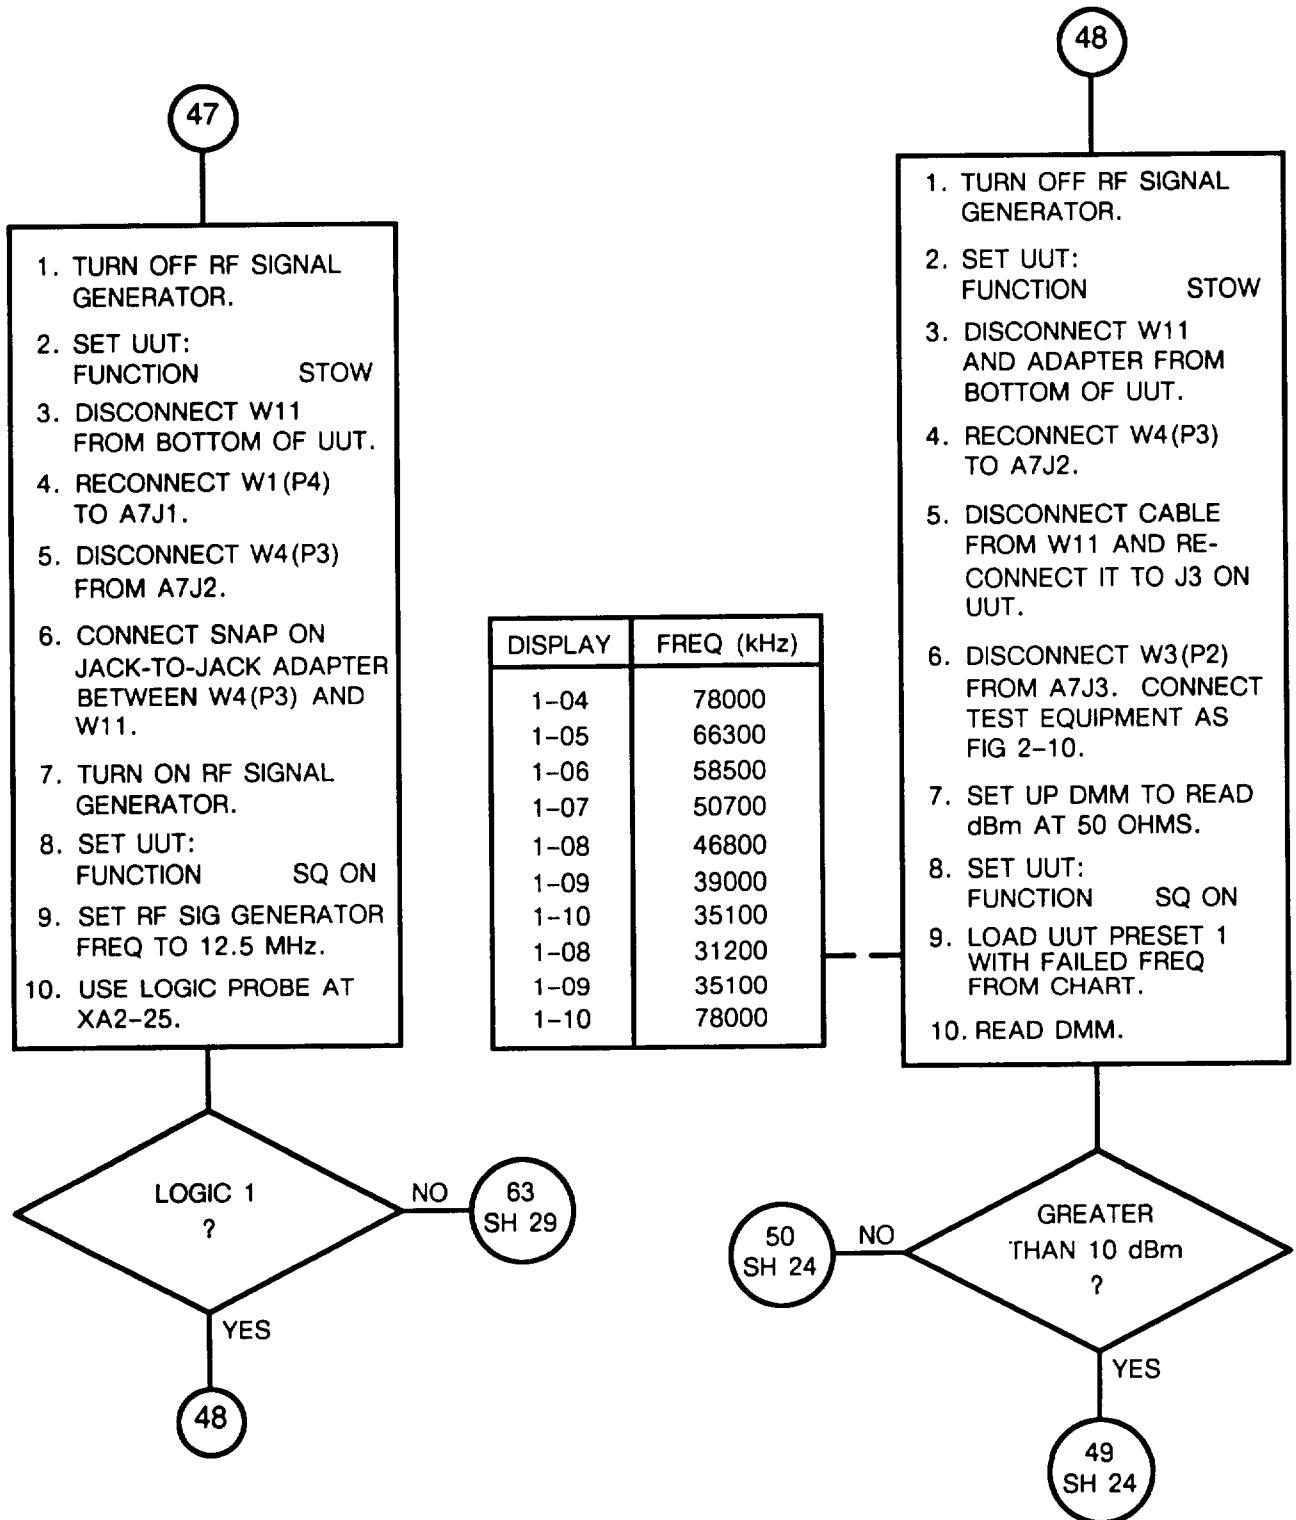 47
1. TURN OFF RF SIGNAL
GENERATOR.
2. SET UUT:
FUNCTION STOW
3. DISCONNECT W11
FROM BOTTOM OF UUT.
4. RECONNECT W1(P4)
TO A7J1.
5. DISCONNECT W4(P3)
FROM A7J2.
6. CONNECT SNAP ON
JACK-TO-JACK ADAPTER
BETWEEN W4(P3) AND
W11.
7. TURN ON RF SIGNAL
GENERATOR.
8. SET UUT:
FUNCTION SQ ON
9. SET RF SIG GENERATOR
FREQ TO 12.5 MHz.
10. USE LOGIC PROBE AT
XA2-25.
LOGIC 1
?
NO
63
SH 29
YES
48
DISPLAY FREQ (kHz)
1-04 78000
1-05 66300
1-06 58500
1-07 50700
1-08 46800
1-09 39000
1-10 35100
1-08 31200
1-09 35100
1-10 78000
48
1. TURN OFF RF SIGNAL
GENERATOR.
2. SET UUT:
FUNCTION STOW
3. DISCONNECT W11
AND ADAPTER FROM
BOTTOM OF UUT.
4. RECONNECT W4(P3)
TO A7J2.
5. DISCONNECT CABLE
FROM W11 AND RE-
CONNECT IT TO J3 ON
UUT.
6. DISCONNECT W3(P2)
FROM A7J3. CONNECT
TEST EQUIPMENT AS
FIG 2-10.
7. SET UP DMM TO READ
dBm AT 50 OHMS.
8. SET UUT:
FUNCTION SQ ON
9. LOAD UUT PRESET 1
WITH FAILED FREQ
FROM CHART.
10. READ DMM.
GREATER
THAN 10 dBm
?
NO
50
SH 24
YES
49
SH 24